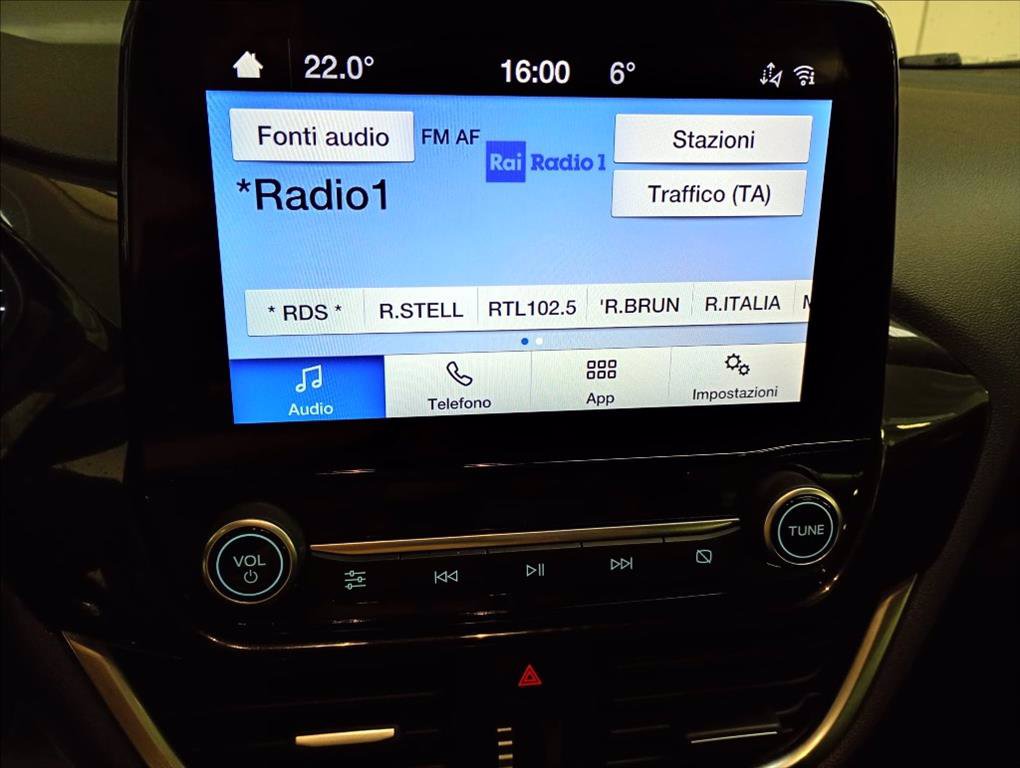 22.0° 16:00 6°
Fonti audio FM AF Rai Radio 1 Stazioni
*Radio1 Traffico (TA)
* RDS * R.STELL RTL102.5 'R.BRUN R.ITALIA
Audio Telefono App Impostazioni
VOL TUNE